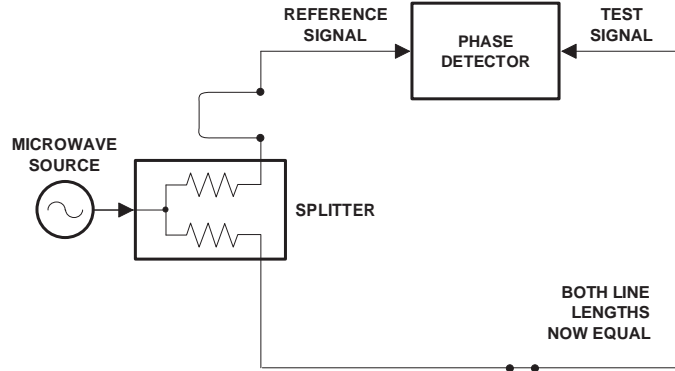 REFERENCE
SIGNAL
PHASE
DETECTOR
TEST
SIGNAL
MICROWAVE
SOURCE
SPLITTER
BOTH LINE
LENGTHS
NOW EQUAL